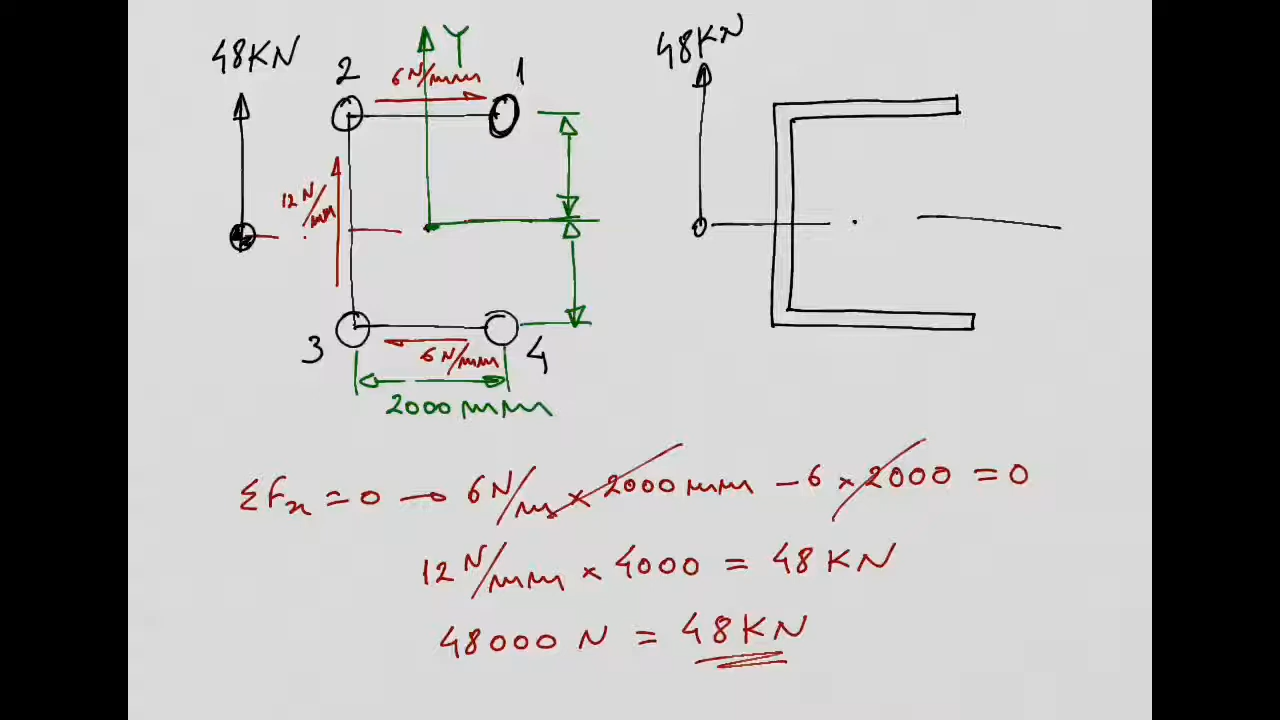 48KN
2
6 N/mm
1
Y
48KN
12 N/mm
3
6 N/mm
4
2000 mm
ΣFx = 0 → 6 N/m × 2000 mm - 6 × 2000 = 0
12 N/mm × 4000 = 48 KN
48000 N = 48 KN